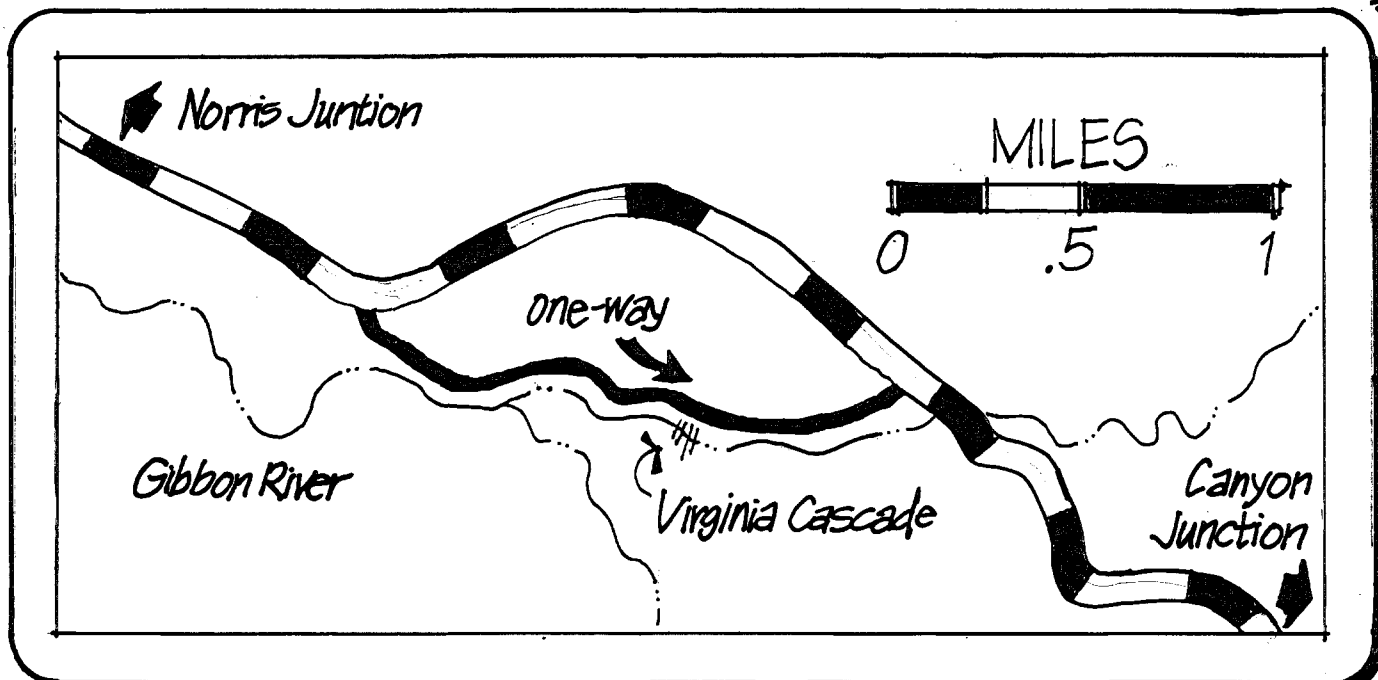 Norris Juntion
MILES
0 .5 1
one-way
Gibbon River
Virginia Cascade
Canyon
Junction